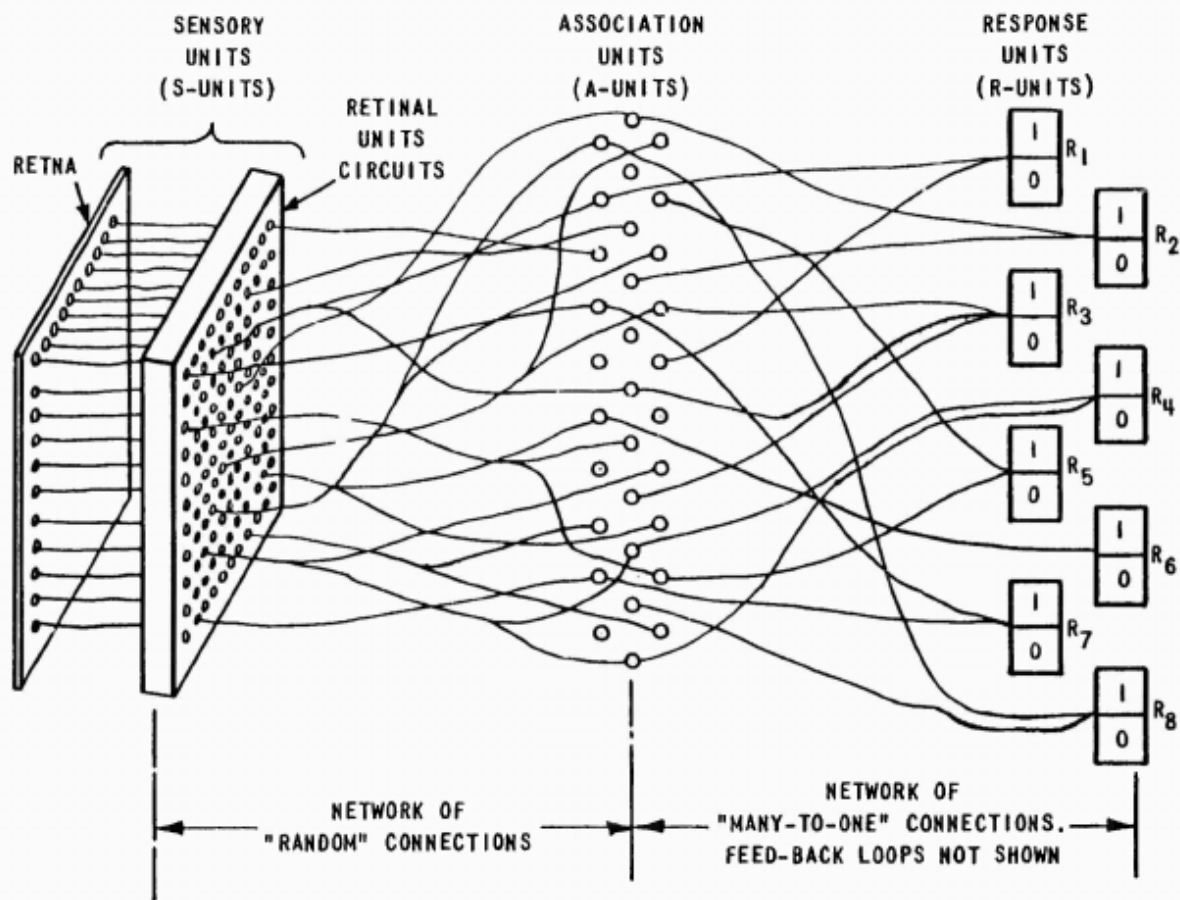 SENSORY
UNITS
(S-UNITS)
ASSOCIATION
UNITS
(A-UNITS)
RESPONSE
UNITS
(R-UNITS)
RETNA
RETINAL
UNITS
CIRCUITS
1
0
R1
1
0
R2
1
0
R3
1
0
R4
1
0
R5
1
0
R6
1
0
R7
1
0
R8
NETWORK OF
"RANDOM" CONNECTIONS
NETWORK OF
"MANY-TO-ONE" CONNECTIONS.
FEED-BACK LOOPS NOT SHOWN